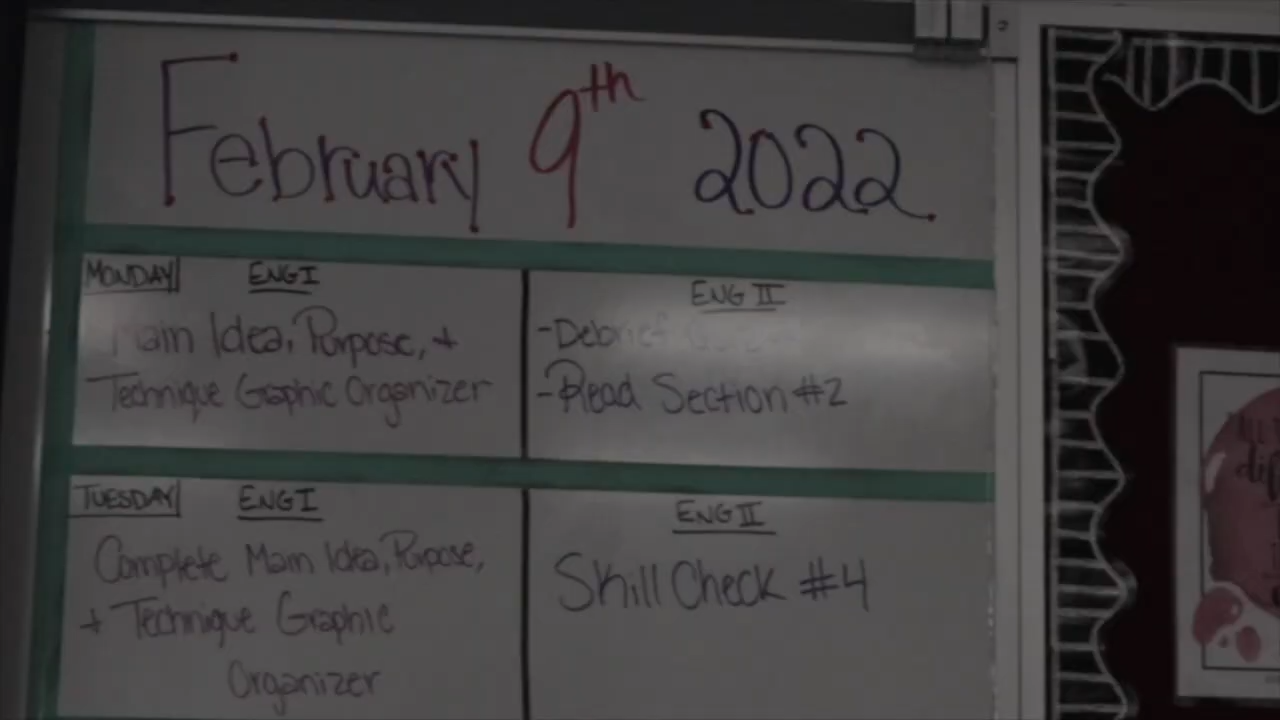 February 9th 2022
MONDAY ENG I
Main Idea, Purpose, +
Technique Graphic Organizer
ENG II
-Debrief
-Read Section #2
TUESDAY ENG I
Complete Main Idea, Purpose,
+ Technique Graphic
Organizer
ENG II
Skill Check #4